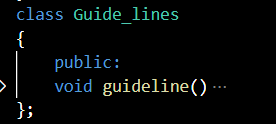 class Guide_lines
{
public:
void guideline()···
};